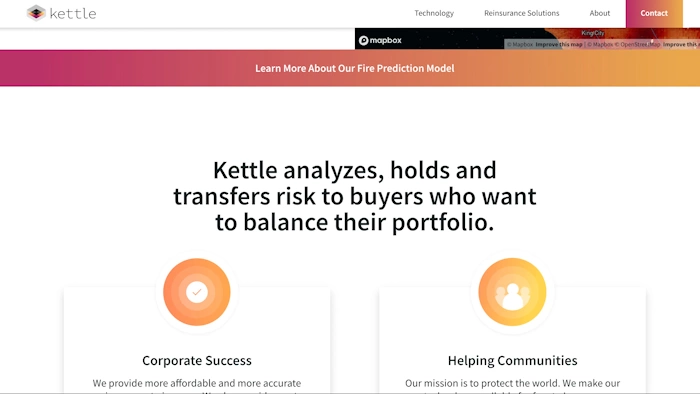 kettle
Technology
Reinsurance Solutions
About
Contact
mapbox
King City
© Mapbox Improve this map | © Mapbox © OpenStreetMap Improve this
Learn More About Our Fire Prediction Model
Kettle analyzes, holds and
transfers risk to buyers who want
to balance their portfolio.
Corporate Success
We provide more affordable and more accurate
Helping Communities
Our mission is to protect the world. We make our